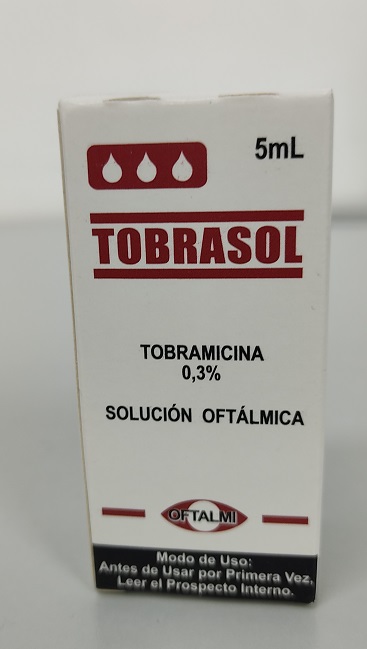 5mL
TOBRASOL
TOBRAMICINA
0,3%
SOLUCIÓN OFTÁLMICA
OFTALMI
Modo de Uso:
Antes de Usar por Primera Vez,
Leer el Prospecto Interno.